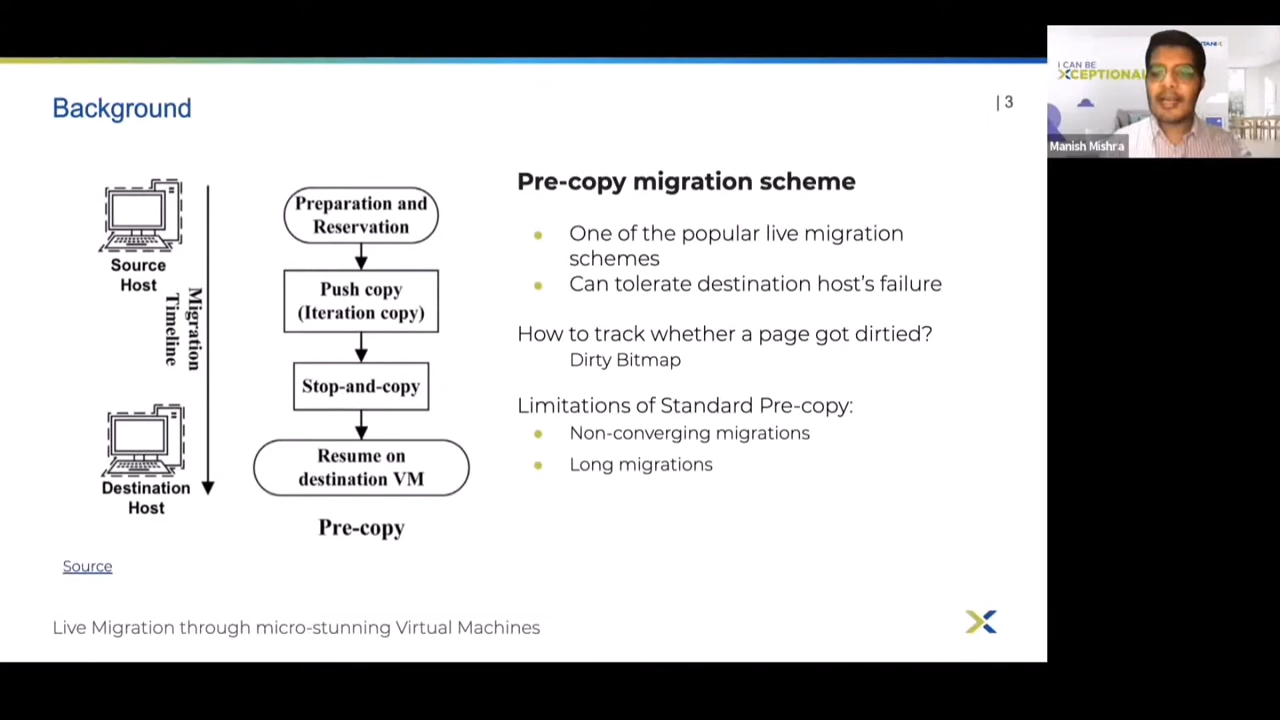 Background
| 3
Source
Host
Migration
Timeline
Destination
Host
Preparation and
Reservation
Push copy
(Iteration copy)
Stop-and-copy
Resume on
destination VM
Pre-copy
Source
Pre-copy migration scheme
One of the popular live migration
schemes
Can tolerate destination host's failure
How to track whether a page got dirtied?
Dirty Bitmap
Limitations of Standard Pre-copy:
Non-converging migrations
Long migrations
Live Migration through micro-stunning Virtual Machines
I CAN BE
XCEPTIONAL
Manish Mishra